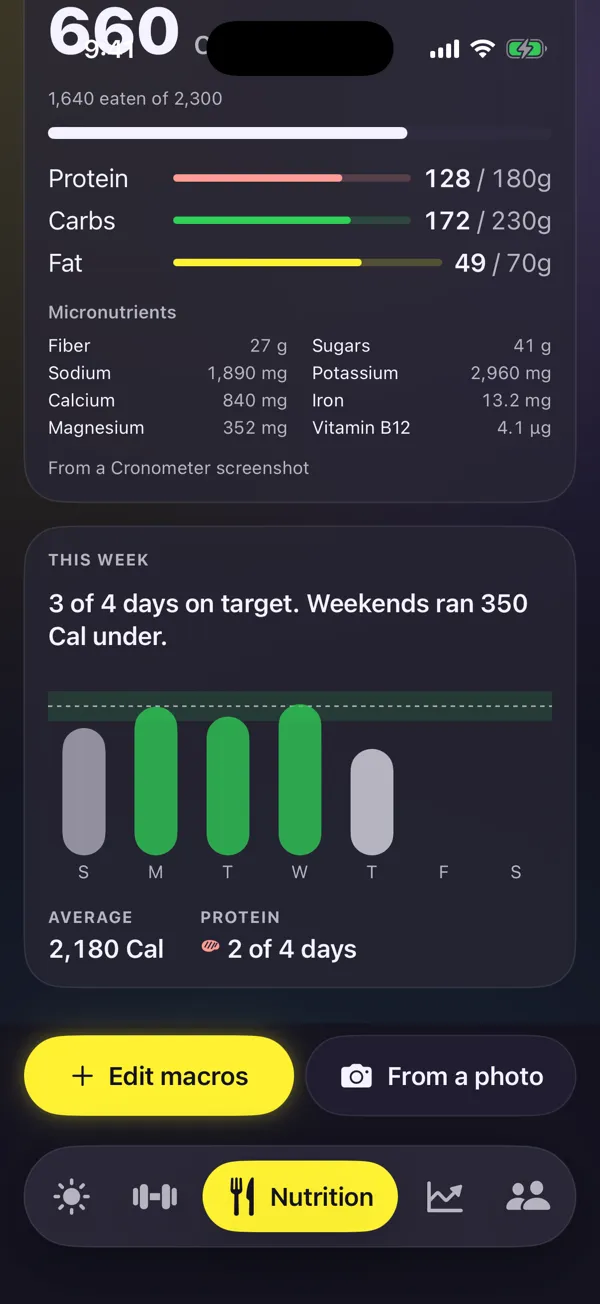 660
9:41
1,640 eaten of 2,300
Protein 128 / 180g
Carbs 172 / 230g
Fat 49 / 70g
Micronutrients
Fiber 27 g Sugars 41 g
Sodium 1,890 mg Potassium 2,960 mg
Calcium 840 mg Iron 13.2 mg
Magnesium 352 mg Vitamin B12 4.1 µg
From a Cronometer screenshot
THIS WEEK
3 of 4 days on target. Weekends ran 350
Cal under.
S M T W T F S
AVERAGE PROTEIN
2,180 Cal 2 of 4 days
+ Edit macros From a photo
Nutrition